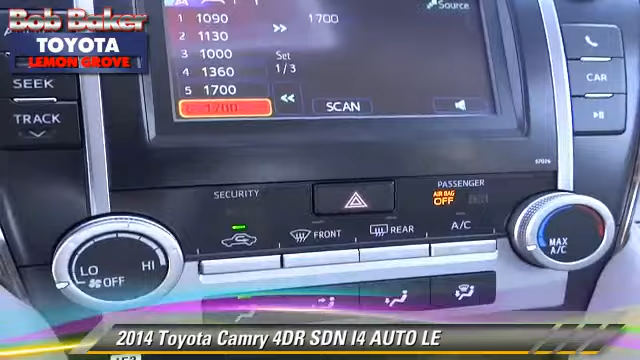 Bob Baker
TOYOTA
LEMON GROVE
Source
1 1090
1700
2 1130
3 1000
Set
1/3
4 1360
5 1700
6 1700
SCAN
SEEK
TRACK
CAR
57076
SECURITY
PASSENGER
AIR BAG
OFF
FRONT
REAR
A/C
LO
HI
OFF
MAX
A/C
2014 Toyota Camry 4DR SDN I4 AUTO LE